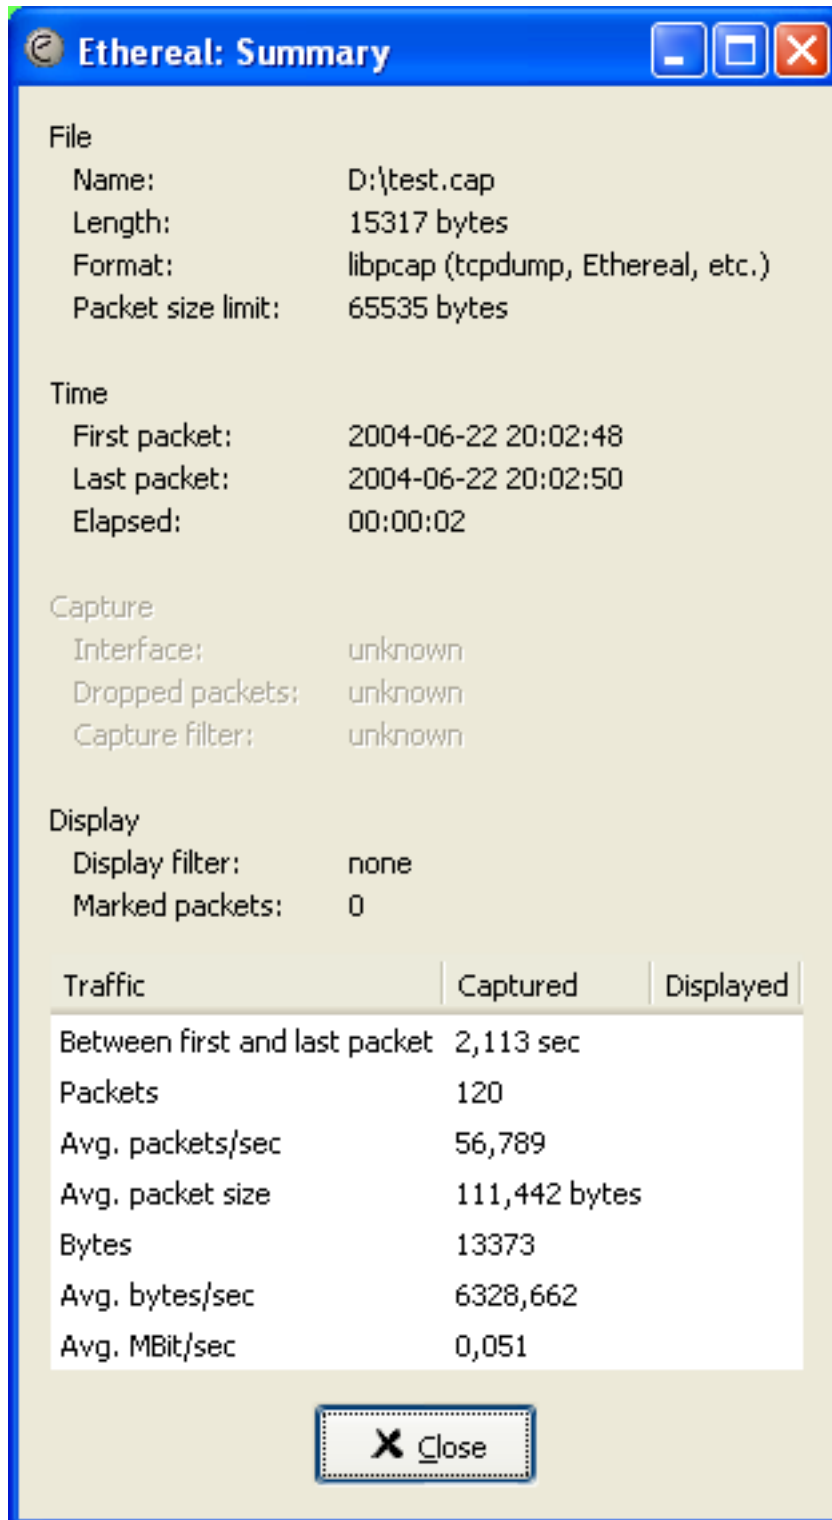 Ethereal: Summary
File
Name: D:\test.cap
Length: 15317 bytes
Format: libpcap (tcpdump, Ethereal, etc.)
Packet size limit: 65535 bytes
Time
First packet: 2004-06-22 20:02:48
Last packet: 2004-06-22 20:02:50
Elapsed: 00:00:02
Capture
Interface: unknown
Dropped packets: unknown
Capture filter: unknown
Display
Display filter: none
Marked packets: 0
Traffic Captured Displayed
Between first and last packet 2,113 sec
Packets 120
Avg. packets/sec 56,789
Avg. packet size 111,442 bytes
Bytes 13373
Avg. bytes/sec 6328,662
Avg. MBit/sec 0,051
Close